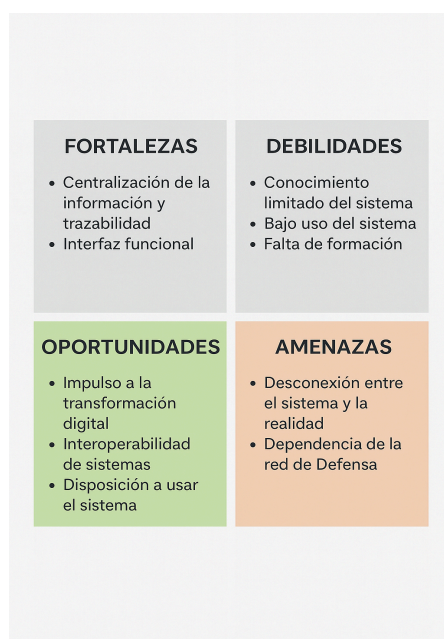 FORTALEZAS
• Centralización de la
información y
trazabilidad
• Interfaz funcional
DEBILIDADES
• Conocimiento
limitado del sistema
• Bajo uso del sistema
• Falta de formación
OPORTUNIDADES
• Impulso a la
transformación
digital
• Interoperabilidad
de sistemas
• Disposición a usar
el sistema
AMENAZAS
• Desconexión entre
el sistema y la
realidad
• Dependencia de la
red de Defensa